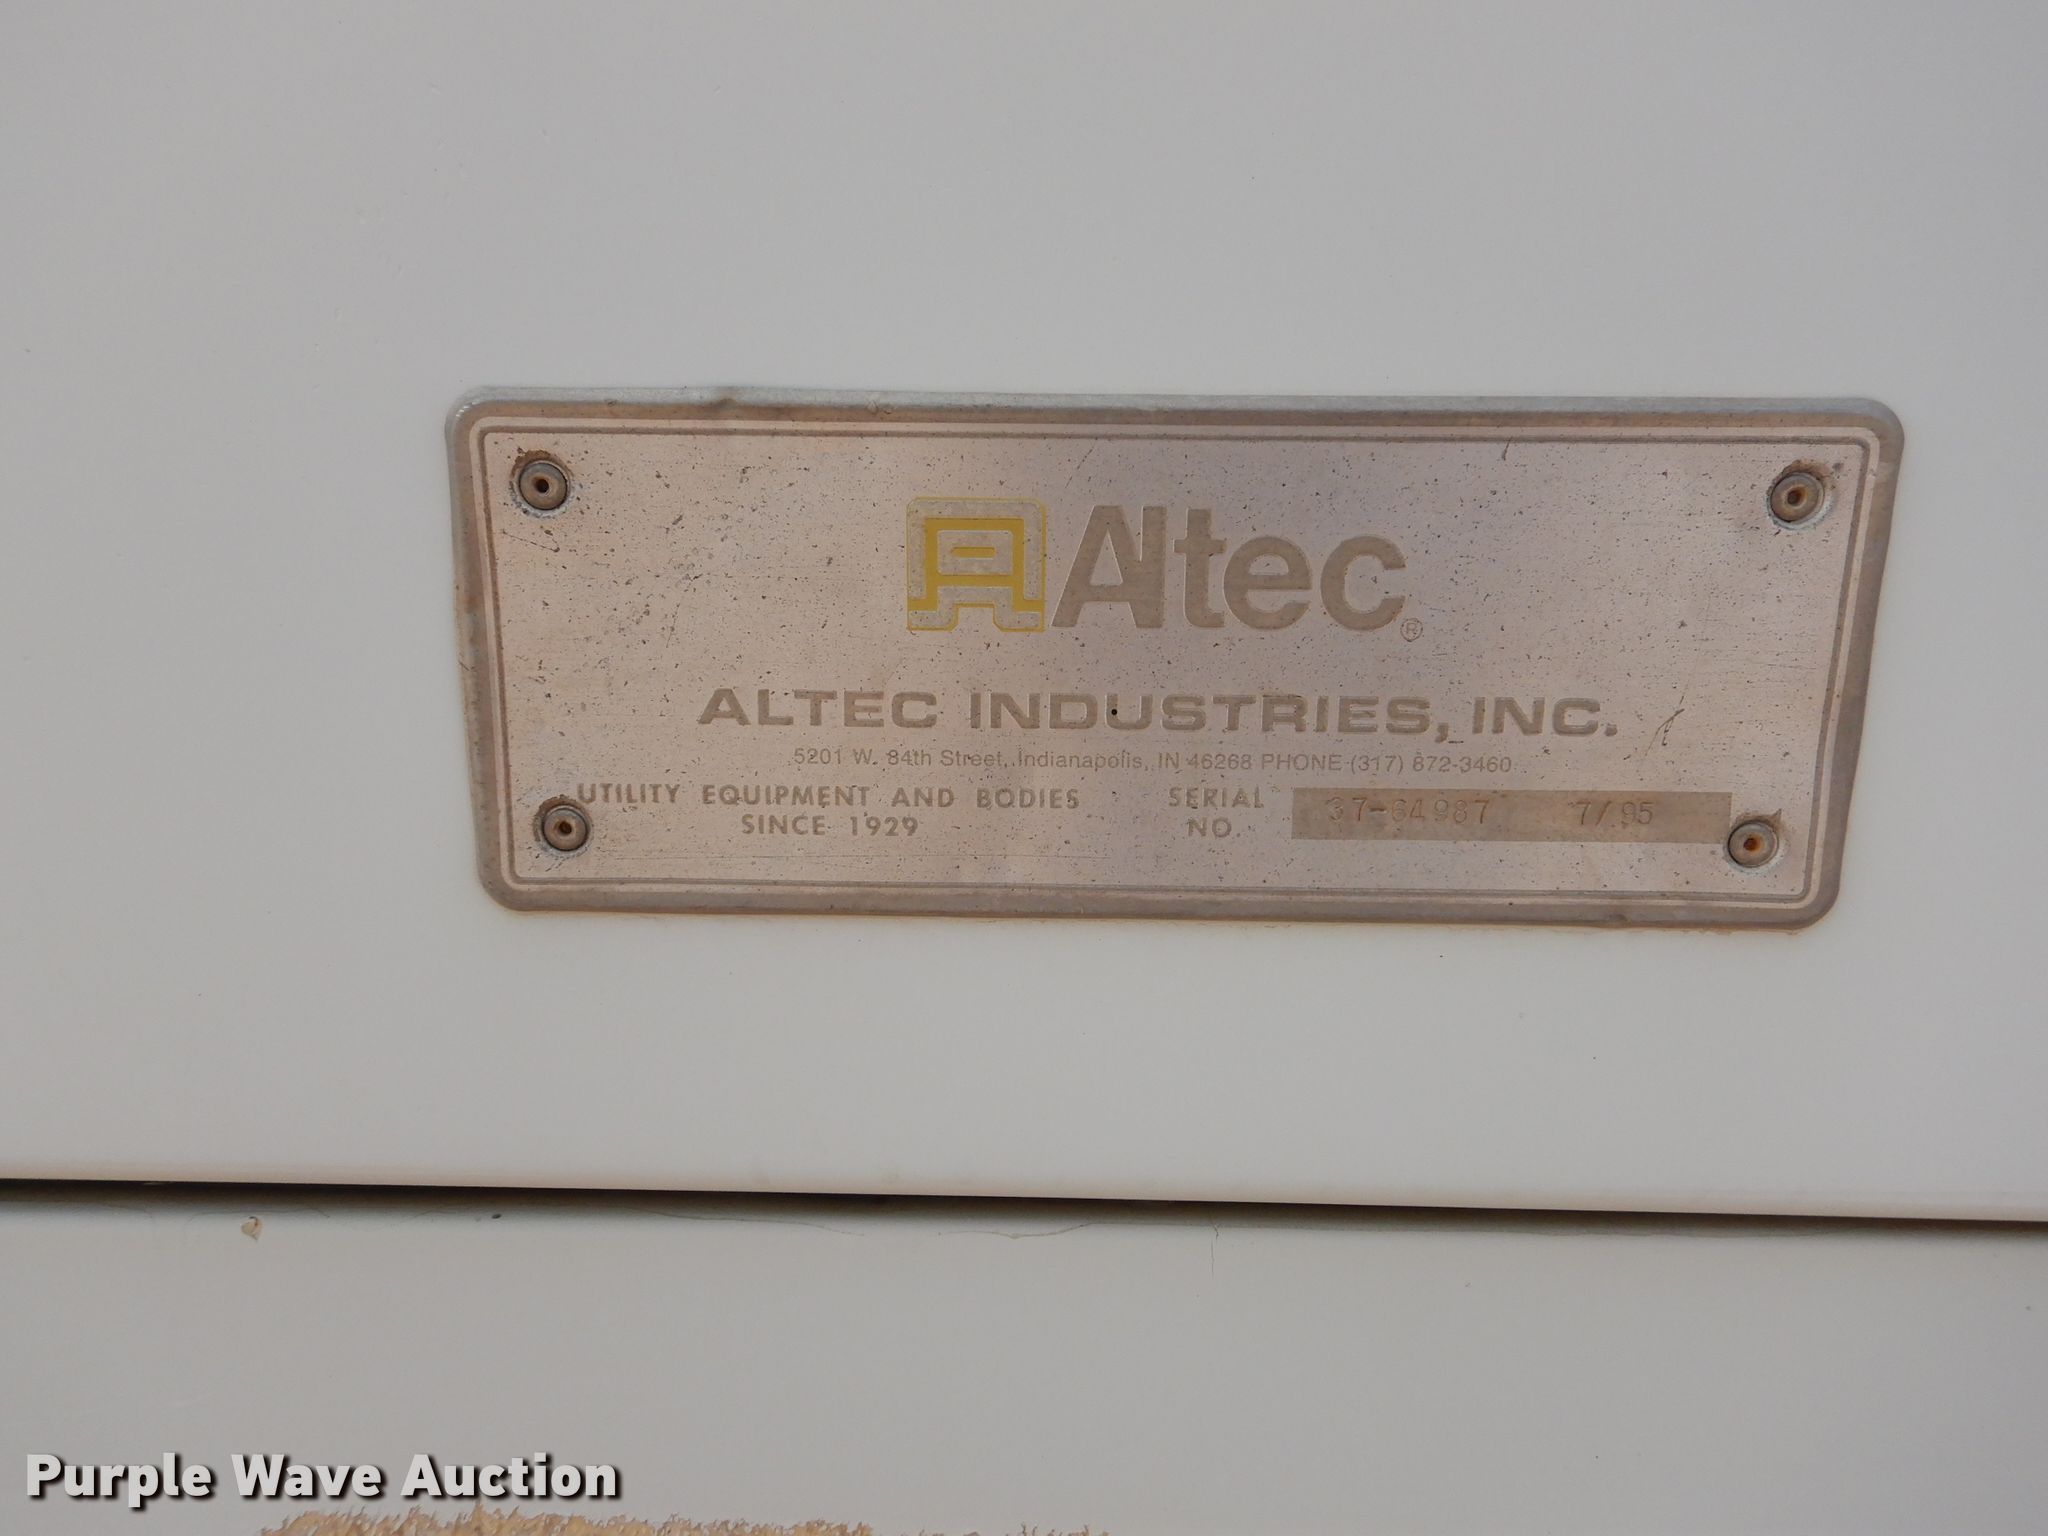 Altec®
ALTEC INDUSTRIES, INC.
5201 W. 84th Street, Indianapolis, IN 46268 PHONE (317) 872-3460
UTILITY EQUIPMENT AND BODIES
SINCE 1929
SERIAL
NO.
37-64987 7/95
Purple Wave Auction